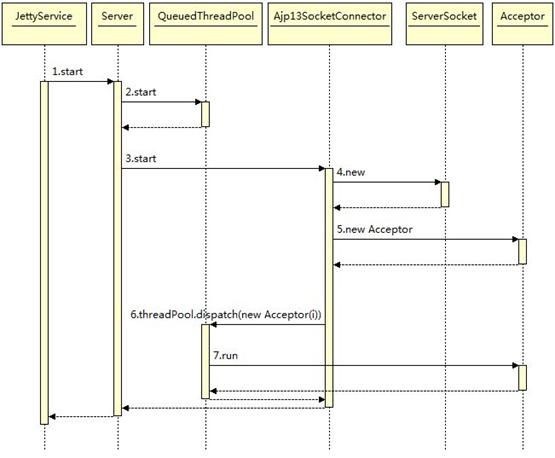 JettyService Server QueuedThreadPool Ajp13SocketConnector ServerSocket Acceptor
1.start
2.start
3.start
4.new
5.new Acceptor
6.threadPool.dispatch(new Acceptor(i))
7.run